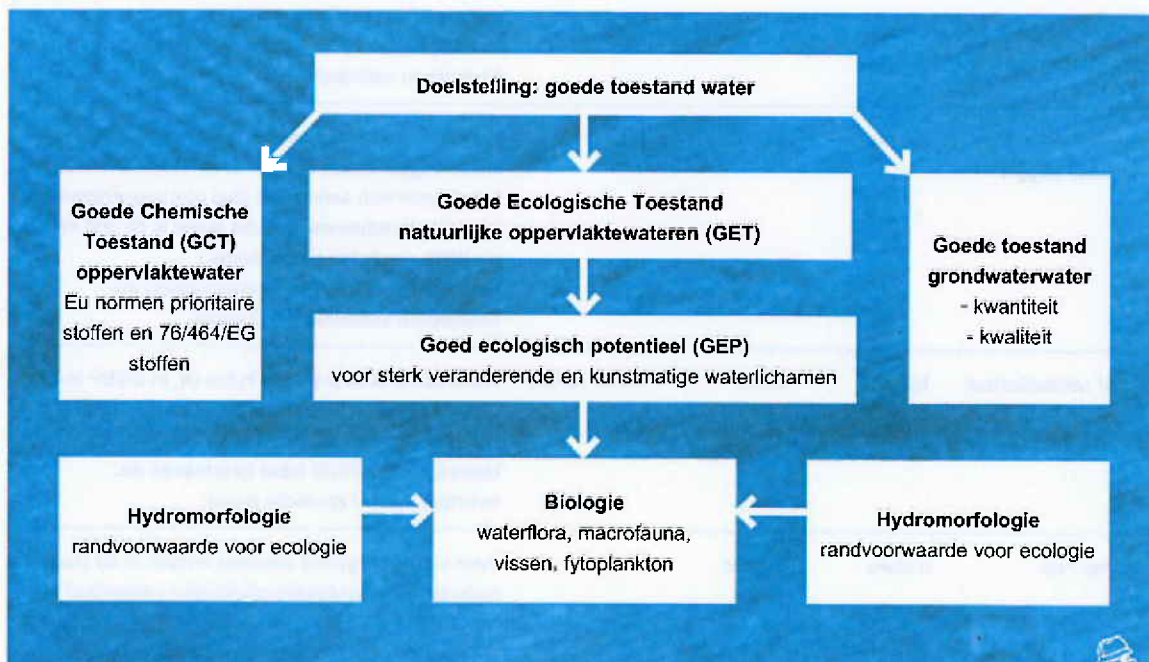 Doelstelling: goede toestand water
Goede Chemische
Toestand (GCT)
oppervlaktewater
Eu normen prioritaire
stoffen en 76/464/EG
stoffen
Goede Ecologische Toestand
natuurlijke oppervlaktewateren (GET)
Goede toestand
grondwaterwater
- kwantiteit
- kwaliteit
Goed ecologisch potentieel (GEP)
voor sterk veranderende en kunstmatige waterlichamen
Hydromorfologie
randvoorwaarde voor ecologie
Biologie
waterflora, macrofauna,
vissen, fytoplankton
Hydromorfologie
randvoorwaarde voor ecologie